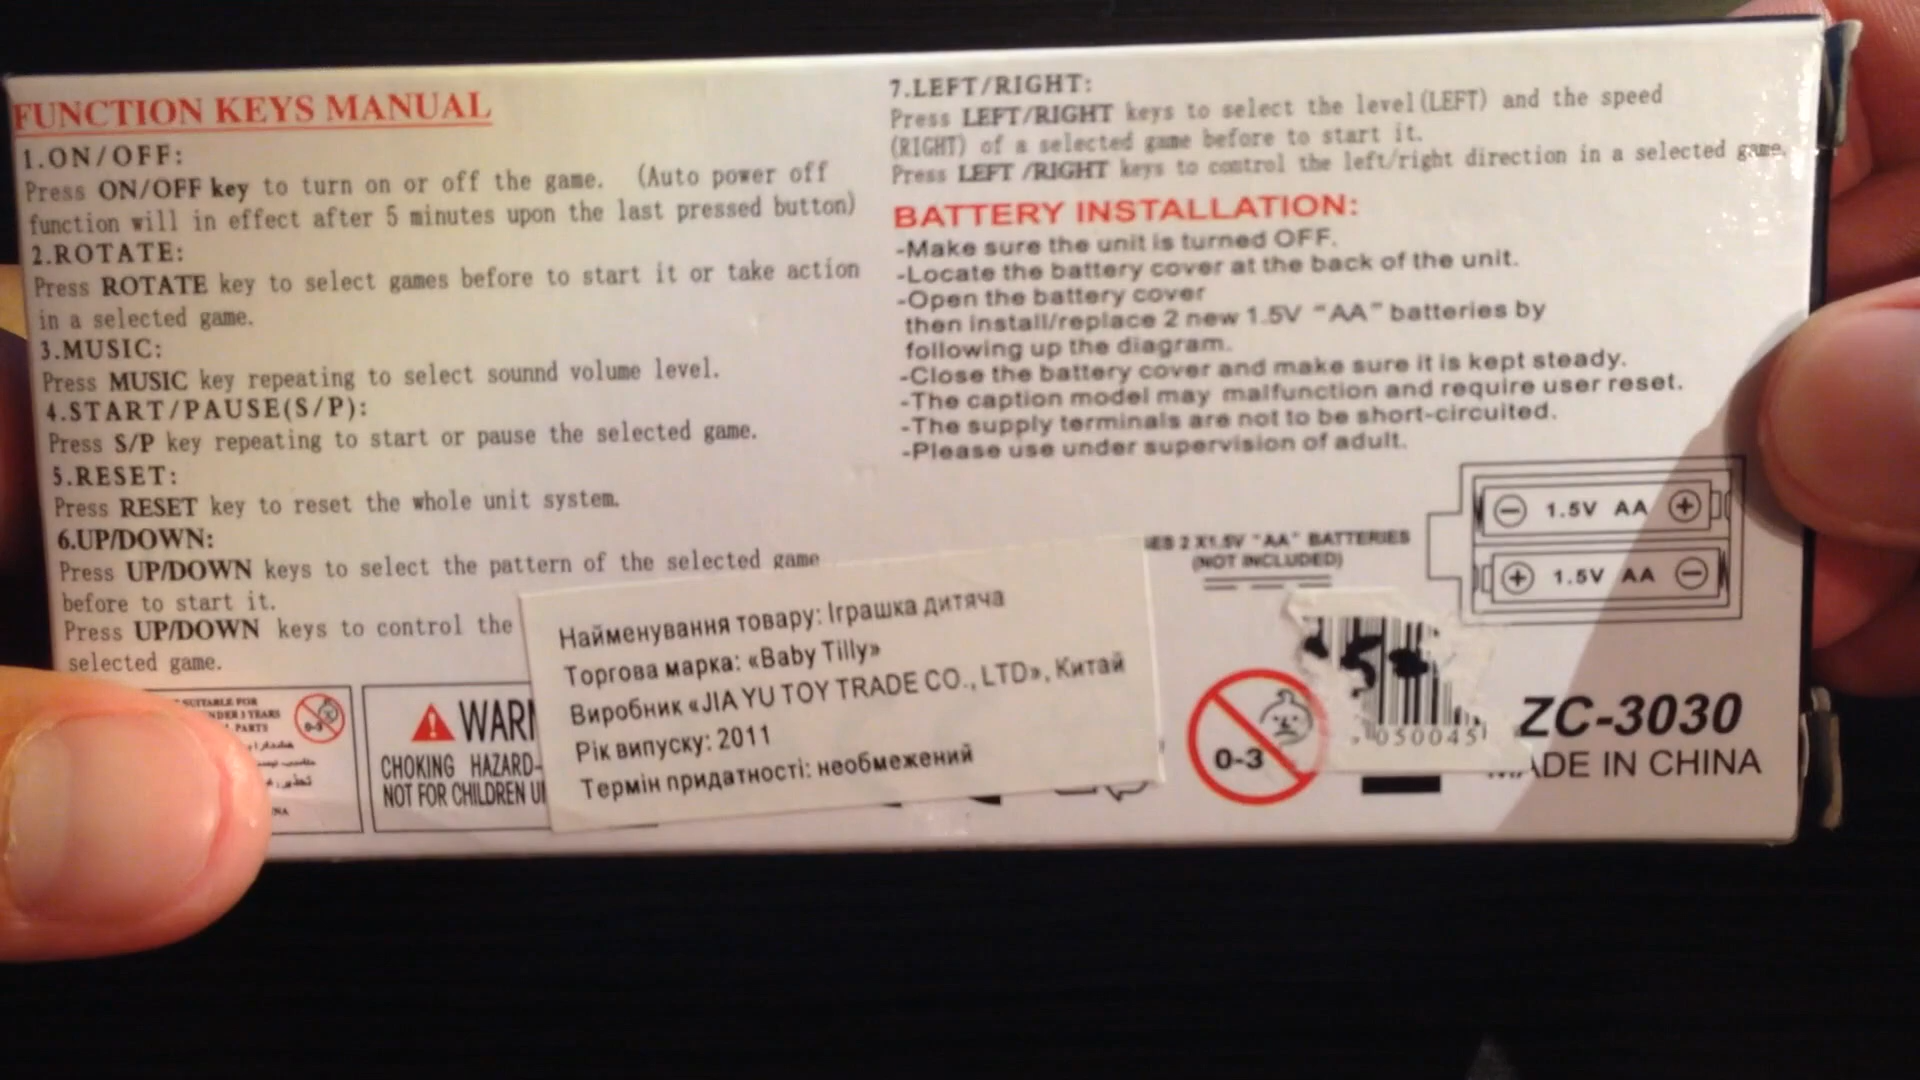 FUNCTION KEYS MANUAL
1.ON/OFF:
Press ON/OFF key to turn on or off the game. (Auto power off
function will in effect after 5 minutes upon the last pressed button)
2.ROTATE:
Press ROTATE key to select games before to start it or take action
in a selected game.
3.MUSIC:
Press MUSIC key repeating to select sounnd volume level.
4.START/PAUSE(S/P):
Press S/P key repeating to start or pause the selected game.
5.RESET:
Press RESET key to reset the whole unit system.
6.UP/DOWN:
Press UP/DOWN keys to select the pattern of the selected game
before to start it.
Press UP/DOWN keys to control the
selected game.
7.LEFT/RIGHT:
Press LEFT/RIGHT keys to select the level(LEFT) and the speed
(RIGHT) of a selected game before to start it.
Press LEFT /RIGHT keys to control the left/right direction in a selected game.
BATTERY INSTALLATION:
-Make sure the unit is turned OFF.
-Locate the battery cover at the back of the unit.
-Open the battery cover
then install/replace 2 new 1.5V "AA" batteries by
following up the diagram.
-Close the battery cover and make sure it is kept steady.
-The caption model may malfunction and require user reset.
-The supply terminals are not to be short-circuited.
-Please use under supervision of adult.
2 X1.5V "AA" BATTERIES
(NOT INCLUDED)
1.5V AA
1.5V AA
SUITABLE FOR
3 YEARS
PARTS
0-3
WARN
CHOKING HAZARD-
NOT FOR CHILDREN
Найменування товару: Іграшка дитяча
Торгова марка: «Baby Tilly»
Виробник «JIA YU TOY TRADE CO., LTD», Китай
Рік випуску: 2011
Термін придатності: необмежений
0-3
050045
ZC-3030
MADE IN CHINA